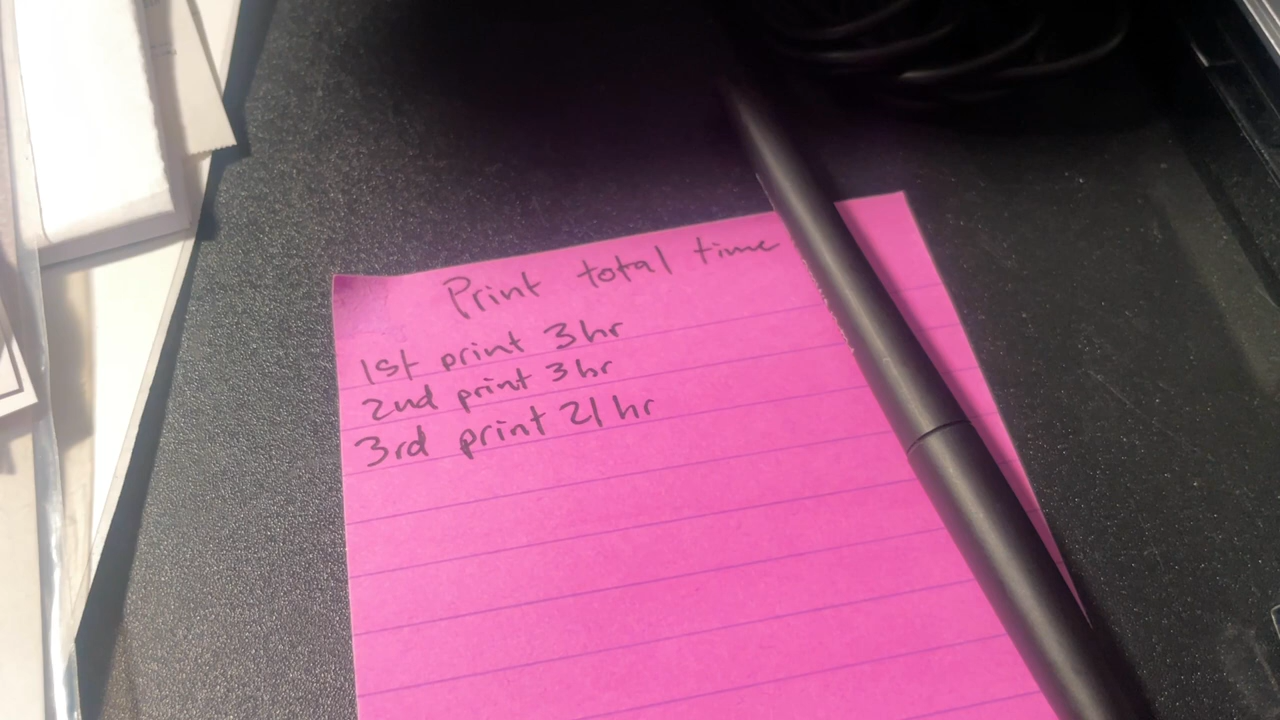 Print total time
1st print 3hr
2nd print 3hr
3rd print 21hr